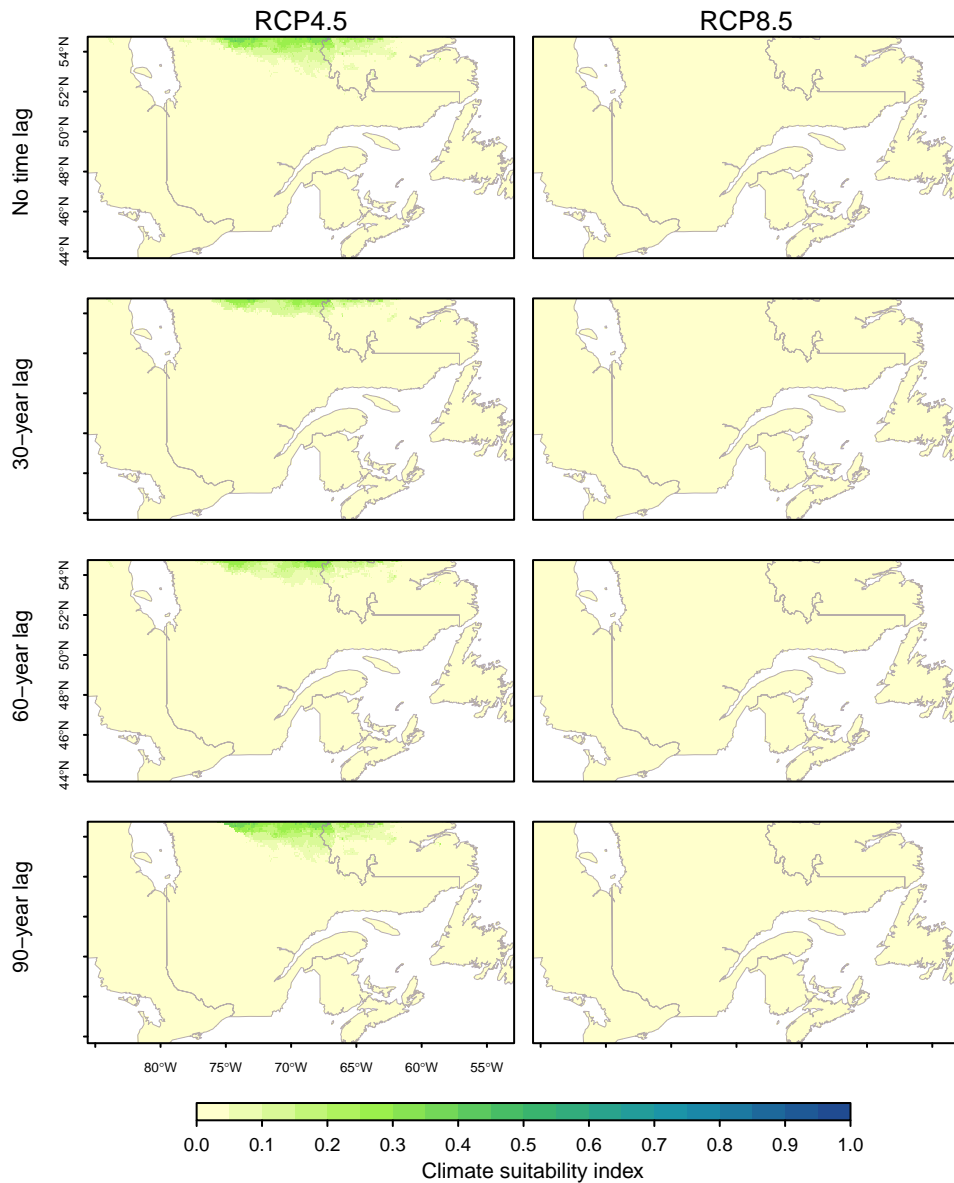 RCP4.5 RCP8.5
No time lag
54°N
52°N
50°N
48°N
46°N
44°N
30−year lag
60−year lag
54°N
52°N
50°N
48°N
46°N
44°N
90−year lag
80°W 75°W 70°W 65°W 60°W 55°W
0.0 0.1 0.2 0.3 0.4 0.5 0.6 0.7 0.8 0.9 1.0
Climate suitability index